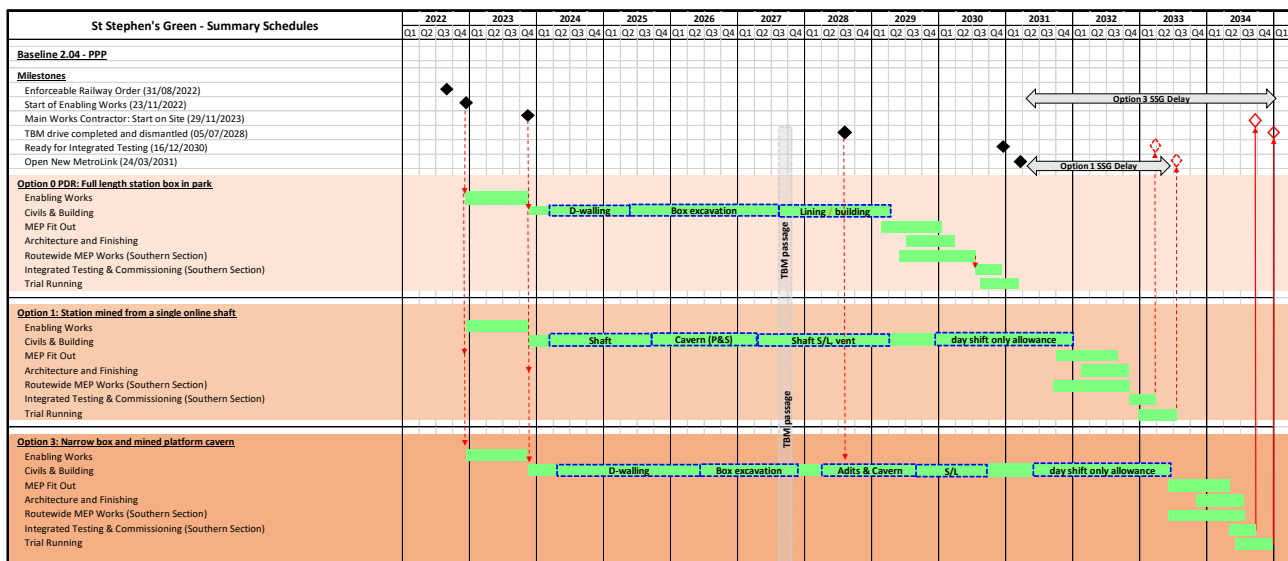 St Stephen's Green - Summary Schedules
2022 2023 2024 2025 2026 2027 2028 2029 2030 2031 2032 2033 2034
Q1 Q2 Q3 Q4 Q1 Q2 Q3 Q4 Q1 Q2 Q3 Q4 Q1 Q2 Q3 Q4 Q1 Q2 Q3 Q4 Q1 Q2 Q3 Q4 Q1 Q2 Q3 Q4 Q1 Q2 Q3 Q4 Q1 Q2 Q3 Q4 Q1 Q2 Q3 Q4 Q1 Q2 Q3 Q4 Q1 Q2 Q3 Q4 Q1 Q2 Q3 Q4 Q1
Baseline 2.04 - PPP
Milestones
Enforceable Railway Order (31/08/2022)
Start of Enabling Works (23/11/2022)
Option 3 SSG Delay
Main Works Contractor: Start on Site (29/11/2023)
TBM drive completed and dismantled (05/07/2028)
Ready for Integrated Testing (16/12/2030)
Open New MetroLink (24/03/2031)
Option 1 SSG Delay
Option 0 PDR: Full length station box in park
Enabling Works
Civils & Building
D-walling Box excavation Lining / building
MEP Fit Out
Architecture and Finishing
Routewide MEP Works (Southern Section)
TBM passage
Integrated Testing & Commissioning (Southern Section)
Trial Running
Option 1: Station mined from a single online shaft
Enabling Works
Civils & Building
Shaft Cavern (P&S) Shaft S/L, vent day shift only allowance
MEP Fit Out
Architecture and Finishing
Routewide MEP Works (Southern Section)
Integrated Testing & Commissioning (Southern Section)
Trial Running
TBM passage
Option 3: Narrow box and mined platform cavern
Enabling Works
Civils & Building
D-walling Box excavation Adits & Cavern S/L day shift only allowance
MEP Fit Out
Architecture and Finishing
Routewide MEP Works (Southern Section)
Integrated Testing & Commissioning (Southern Section)
Trial Running